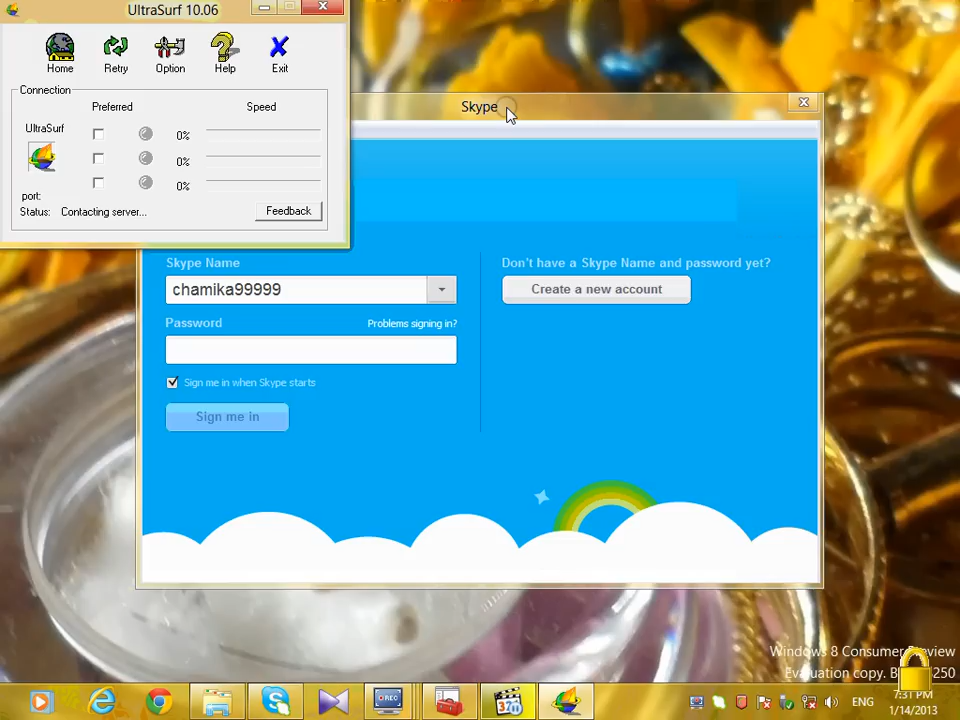 UltraSurf 10.06
Home Retry Option Help Exit
Connection
Preferred Speed
UltraSurf
0%
0%
0%
port:
Status: Contacting server...
Feedback
Skype
Skype Name
chamika99999
Password
Problems signing in?
Sign me in when Skype starts
Sign me in
Don't have a Skype Name and password yet?
Create a new account
Windows 8 Consumer
Evaluation copy. 250
REC
ENG
7:31 PM
1/14/2013